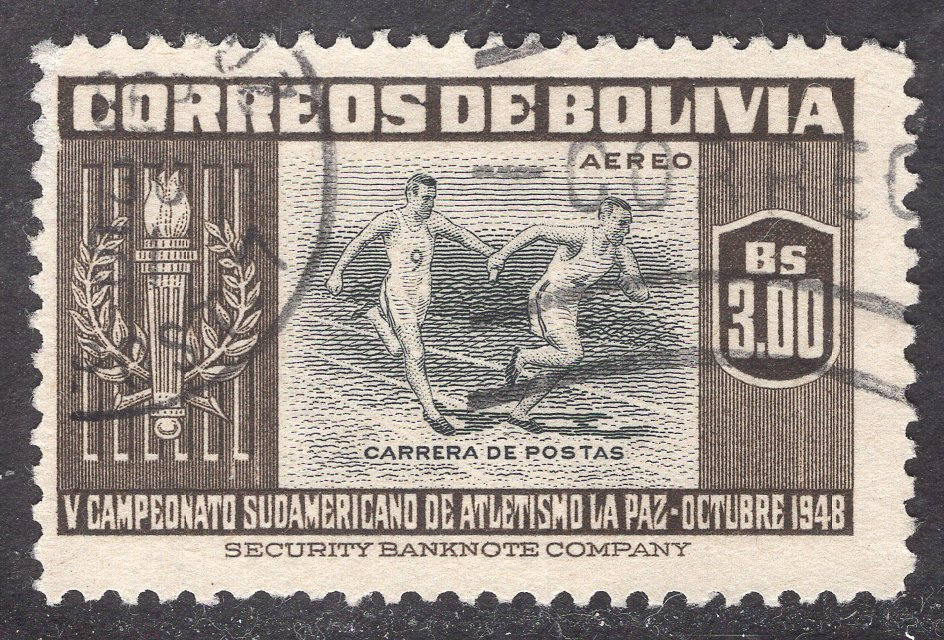 CORREOS DE BOLIVIA
AEREO
CORREO
Bs
3.00
CARRERA DE POSTAS
V CAMPEONATO SUDAMERICANO DE ATLETISMO LA PAZ-OCTUBRE 1948
SECURITY BANKNOTE COMPANY